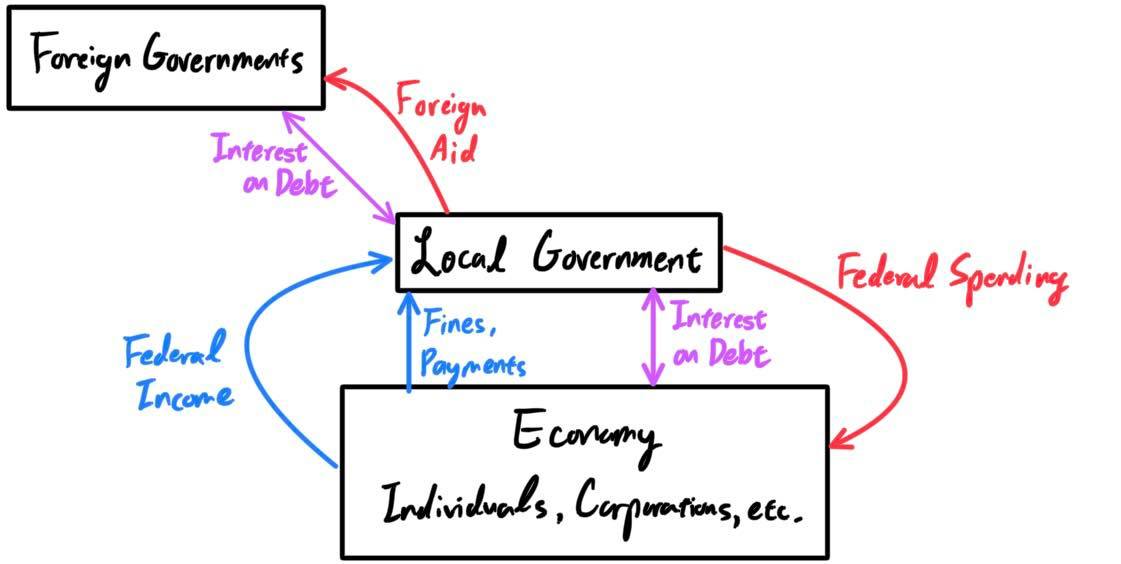 Foreign Governments
Foreign
Aid
Interest
on Debt
Local Government
Federal Spending
Fines,
Payments
Interest
on Debt
Federal
Income
Economy
Individuals, Corporations, etc.